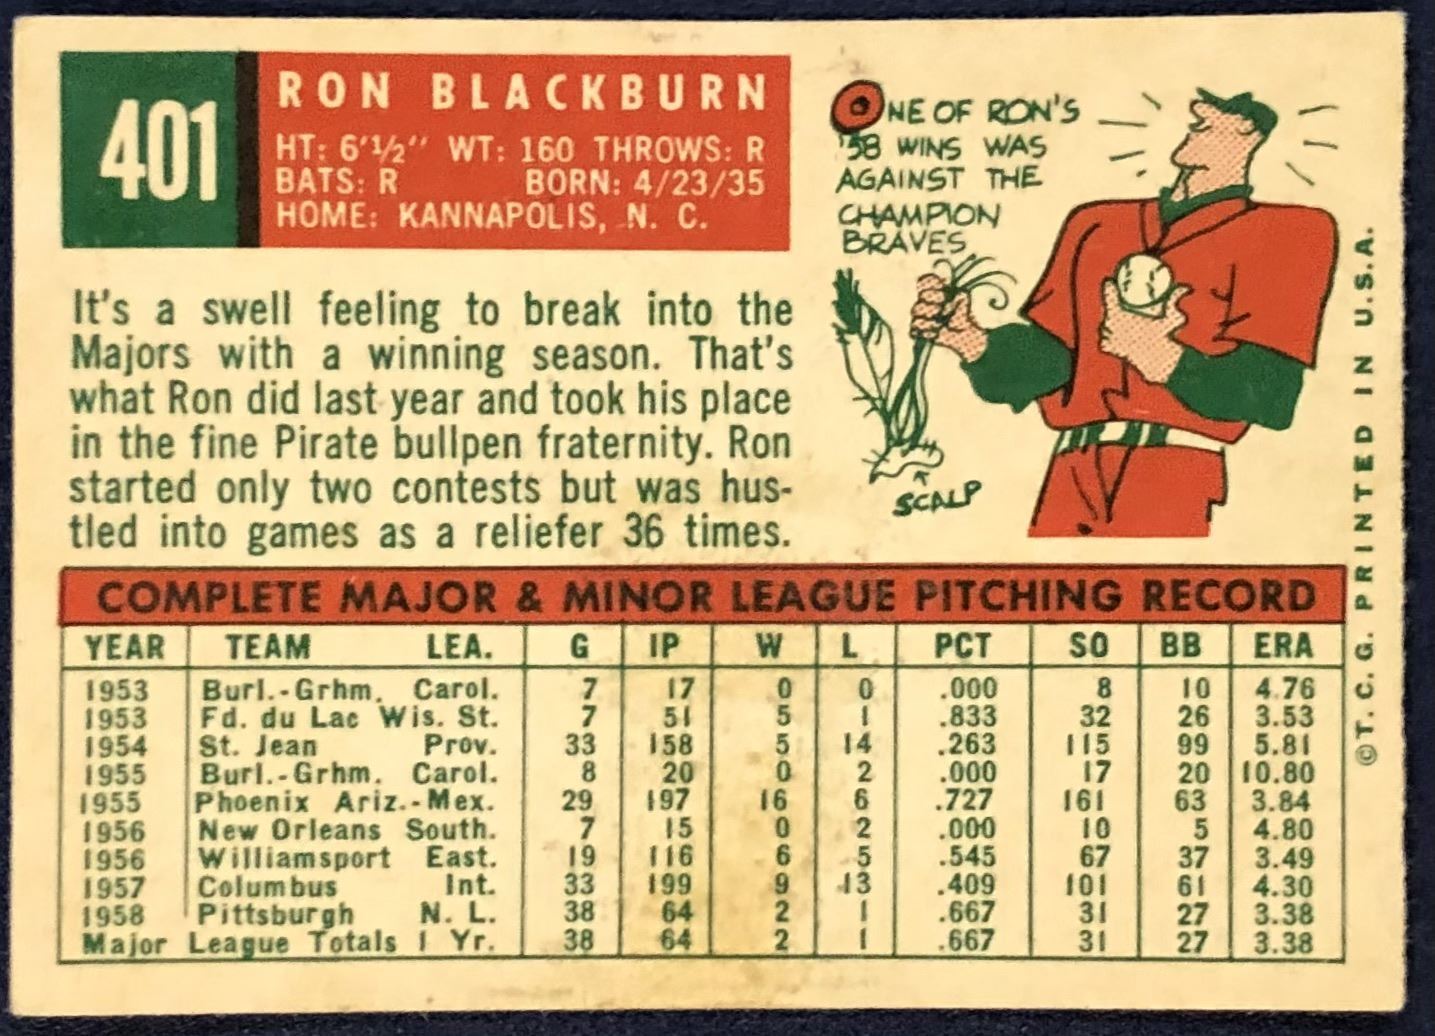 401
RON BLACKBURN
HT: 6'½" WT: 160 THROWS: R
BATS: R BORN: 4/23/35
HOME: KANNAPOLIS, N. C.
It's a swell feeling to break into the
Majors with a winning season. That's
what Ron did last year and took his place
in the fine Pirate bullpen fraternity. Ron
started only two contests but was hus-
tled into games as a reliefer 36 times.
ONE OF RON'S
'58 WINS WAS
AGAINST THE
CHAMPION
BRAVES
SCALP
COMPLETE MAJOR & MINOR LEAGUE PITCHING RECORD
YEAR TEAM LEA. G IP W L PCT SO BB ERA
1953 Burl.-Grhm. Carol. 7 17 0 0 .000 8 10 4.76
1953 Fd. du Lac Wis. St. 7 51 5 1 .833 32 26 3.53
1954 St. Jean Prov. 33 158 5 14 .263 115 99 5.81
1955 Burl.-Grhm. Carol. 8 20 0 2 .000 17 20 10.80
1955 Phoenix Ariz.-Mex. 29 197 16 6 .727 161 63 3.84
1956 New Orleans South. 7 15 0 2 .000 10 5 4.80
1956 Williamsport East. 19 116 6 5 .545 67 37 3.49
1957 Columbus Int. 33 199 9 13 .409 101 61 4.30
1958 Pittsburgh N. L. 38 64 2 1 .667 31 27 3.38
Major League Totals 1 Yr. 38 64 2 1 .667 31 27 3.38
©T. C. G. PRINTED IN U.S.A.